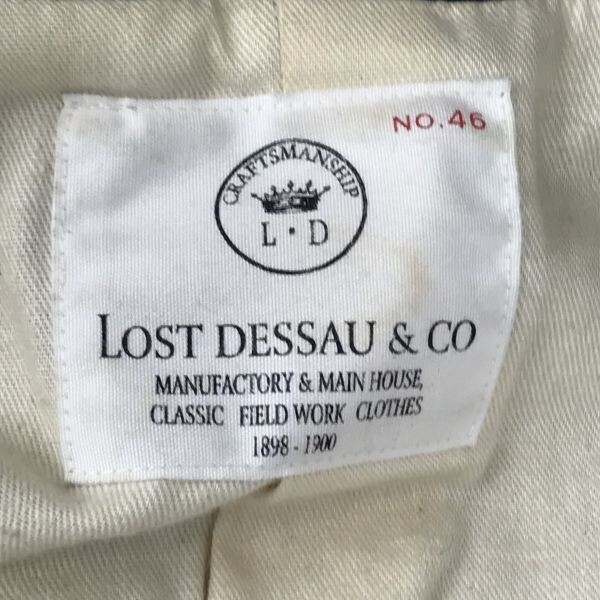 NO.46
CRAFTSMANSHIP
L · D
LOST DESSAU & CO
MANUFACTORY & MAIN HOUSE,
CLASSIC FIELD WORK CLOTHES
1898 - 1900